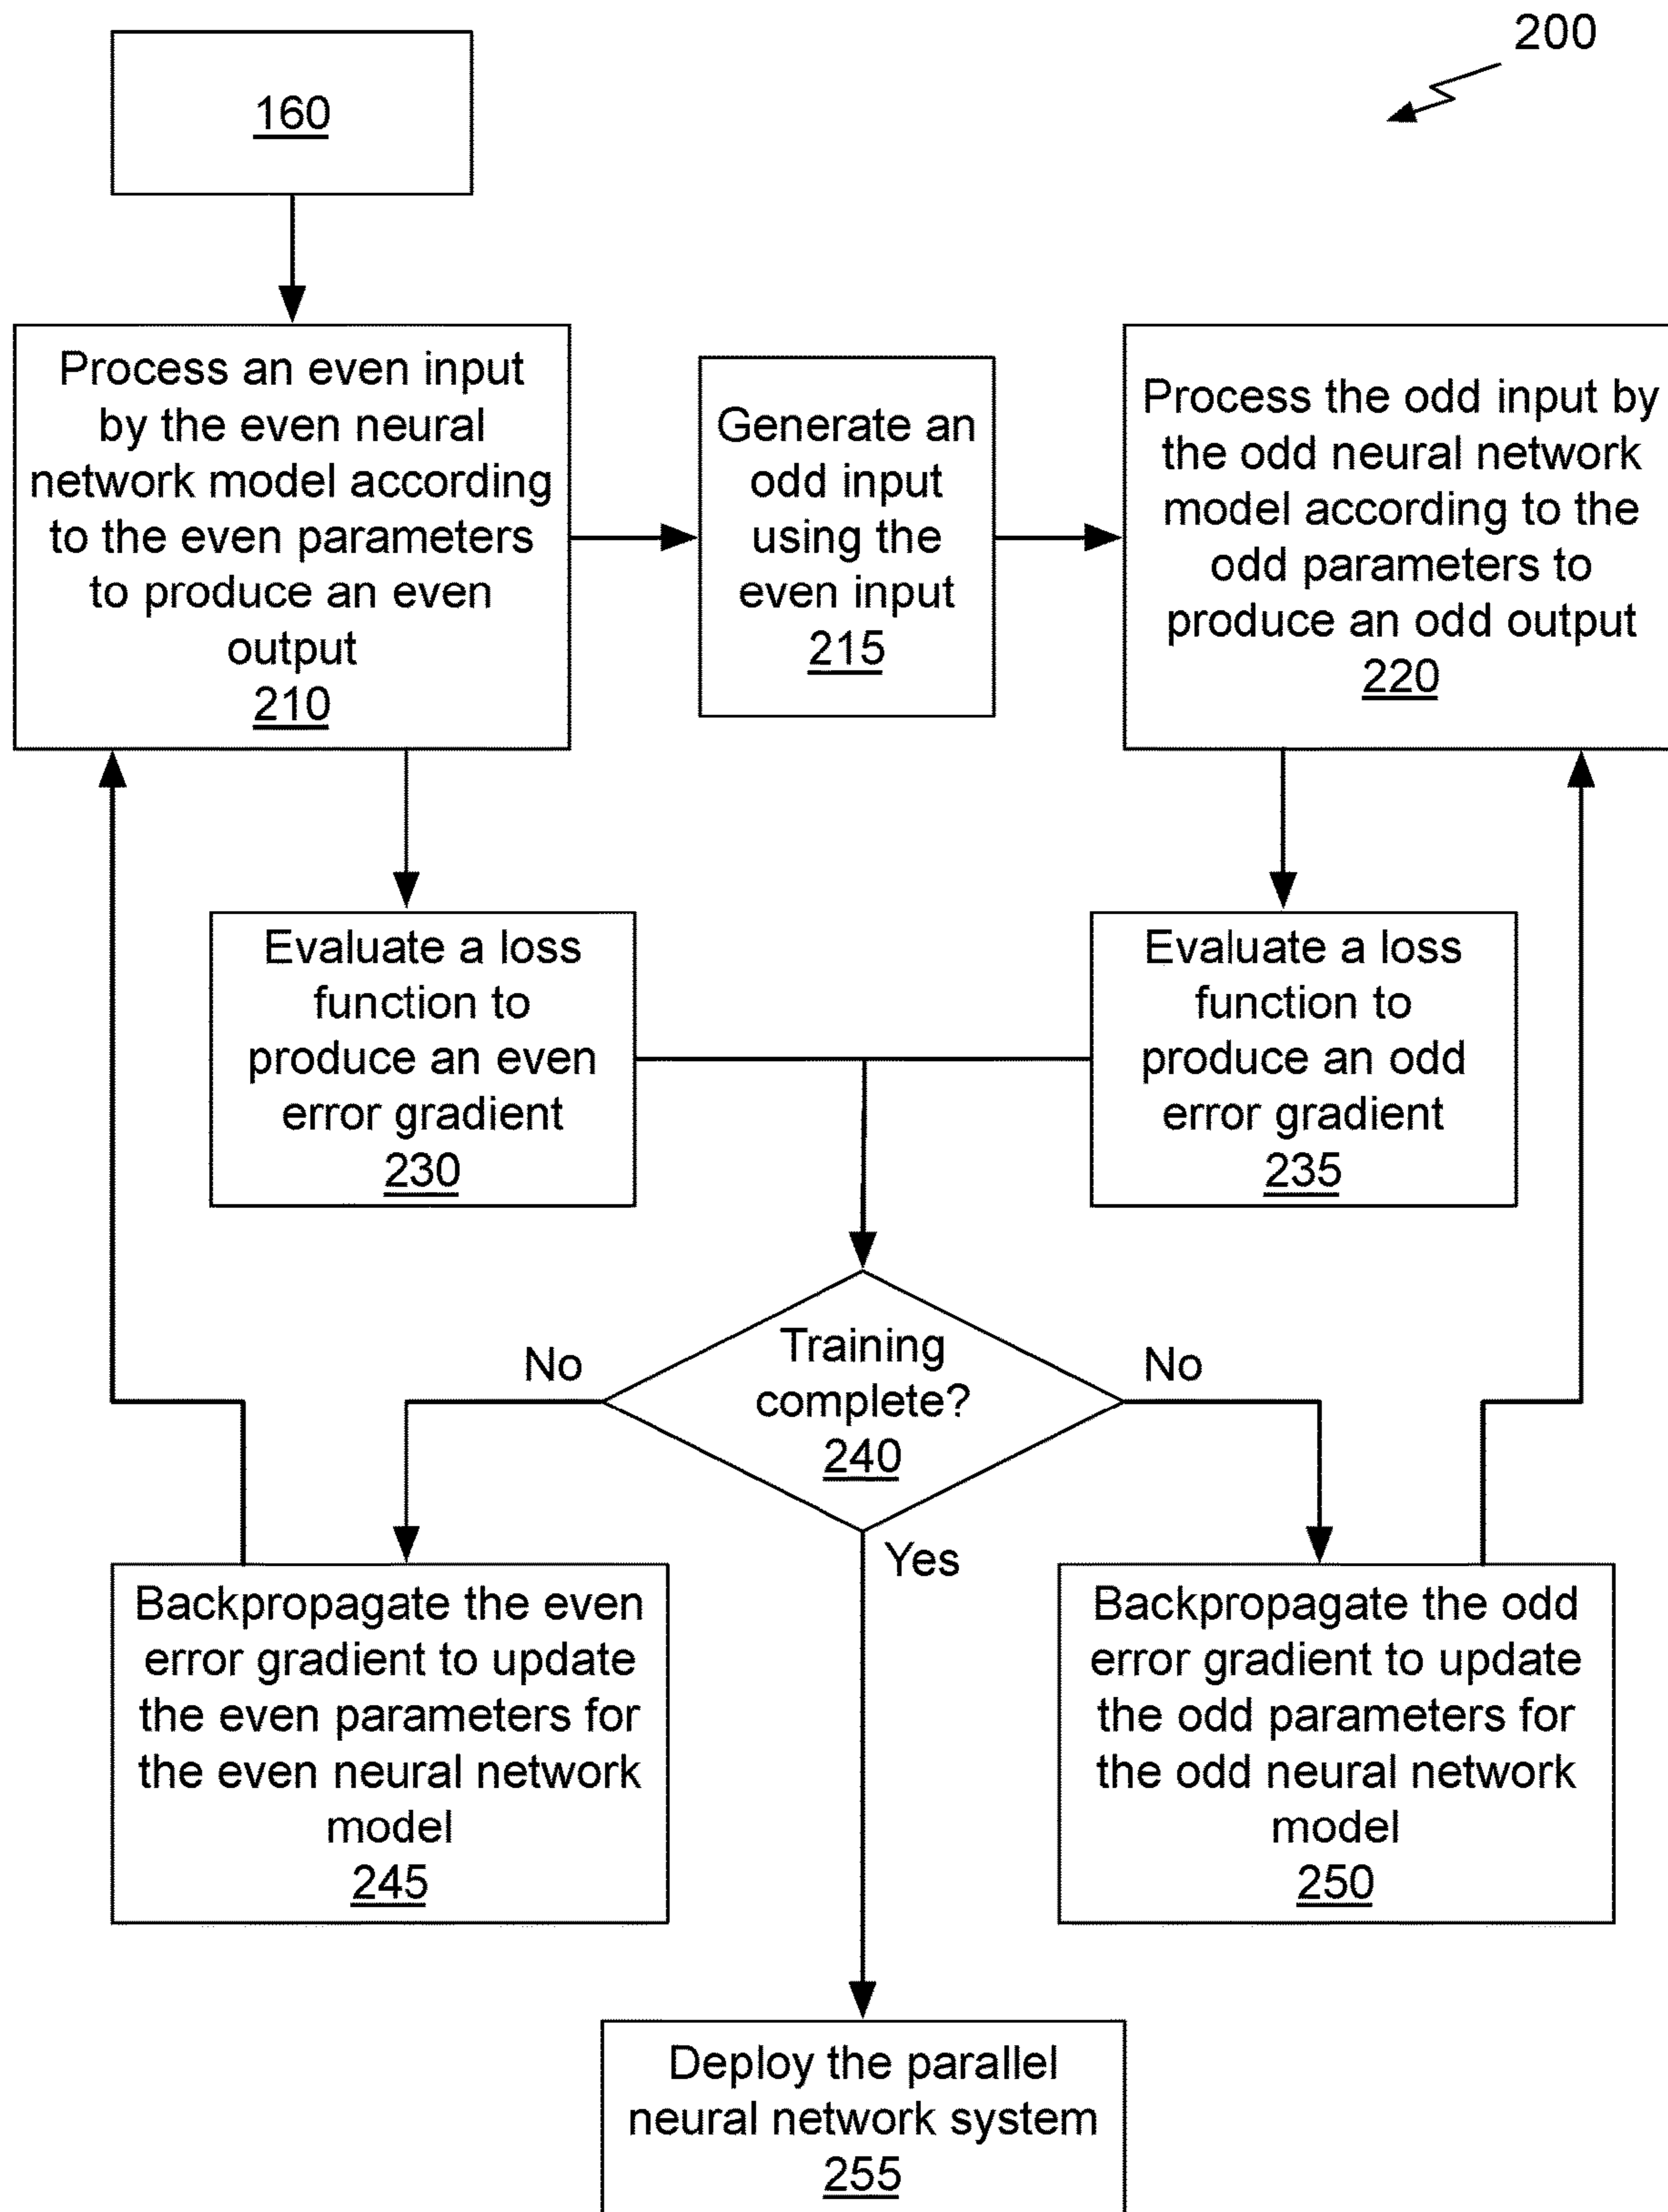 200
160
Process an even input
by the even neural
network model according
to the even parameters
to produce an even
output
210
Generate an
odd input
using the
even input
215
Process the odd input by
the odd neural network
model according to the
odd parameters to
produce an odd output
220
Evaluate a loss
function to
produce an even
error gradient
230
Evaluate a loss
function to
produce an odd
error gradient
235
No
Training
complete?
240
No
Yes
Backpropagate the even
error gradient to update
the even parameters for
the even neural network
model
245
Backpropagate the odd
error gradient to update
the odd parameters for
the odd neural network
model
250
Deploy the parallel
neural network system
255